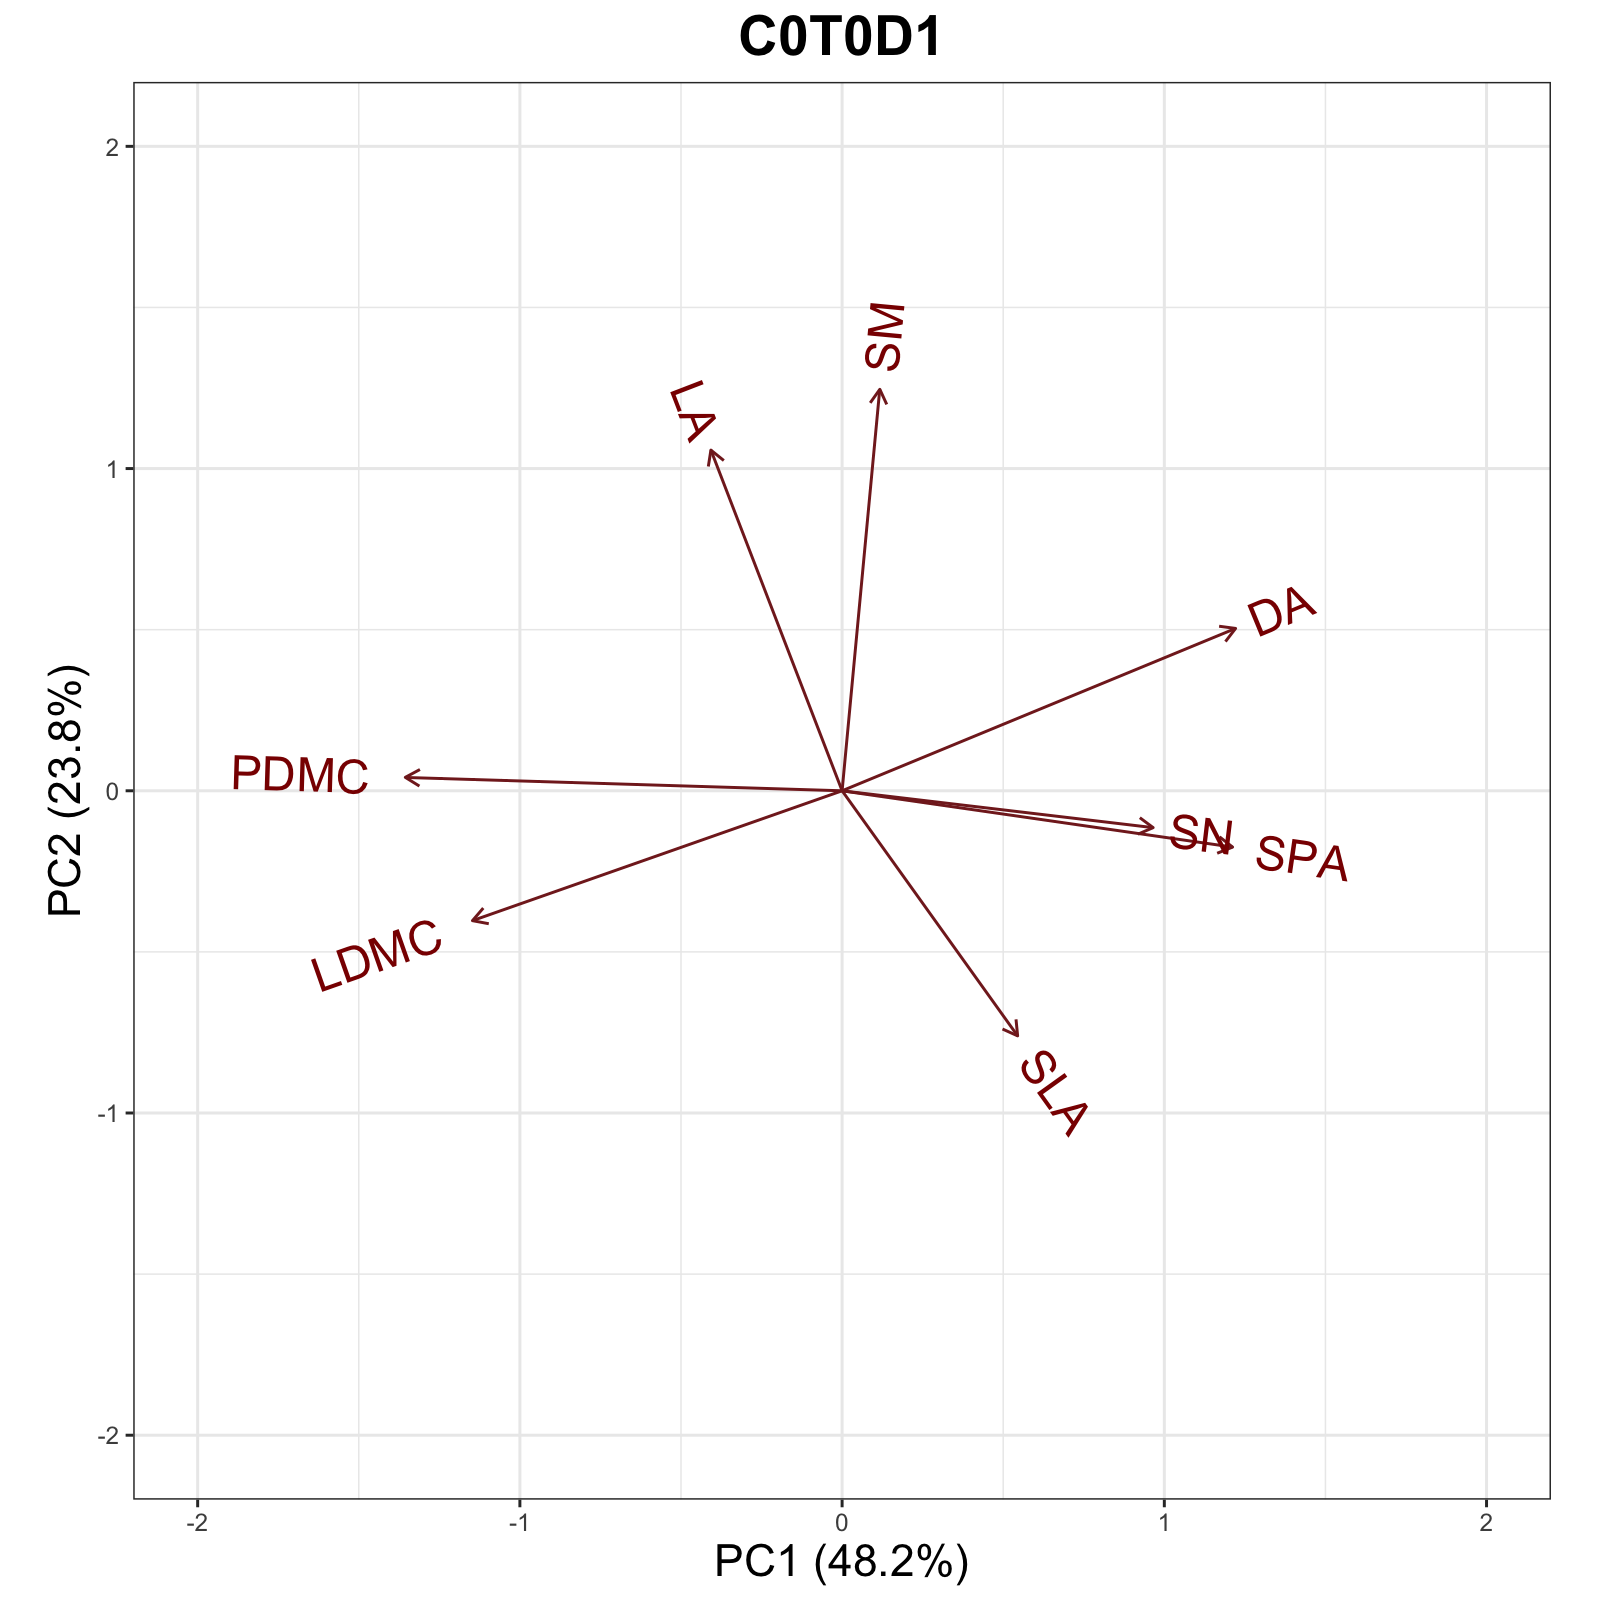 C0T0D1
PC2 (23.8%)
2
1
0
-1
-2
SM
LA
DA
PDMC
SN
SPA
LDMC
SLA
-2
-1
0
1
2
PC1 (48.2%)